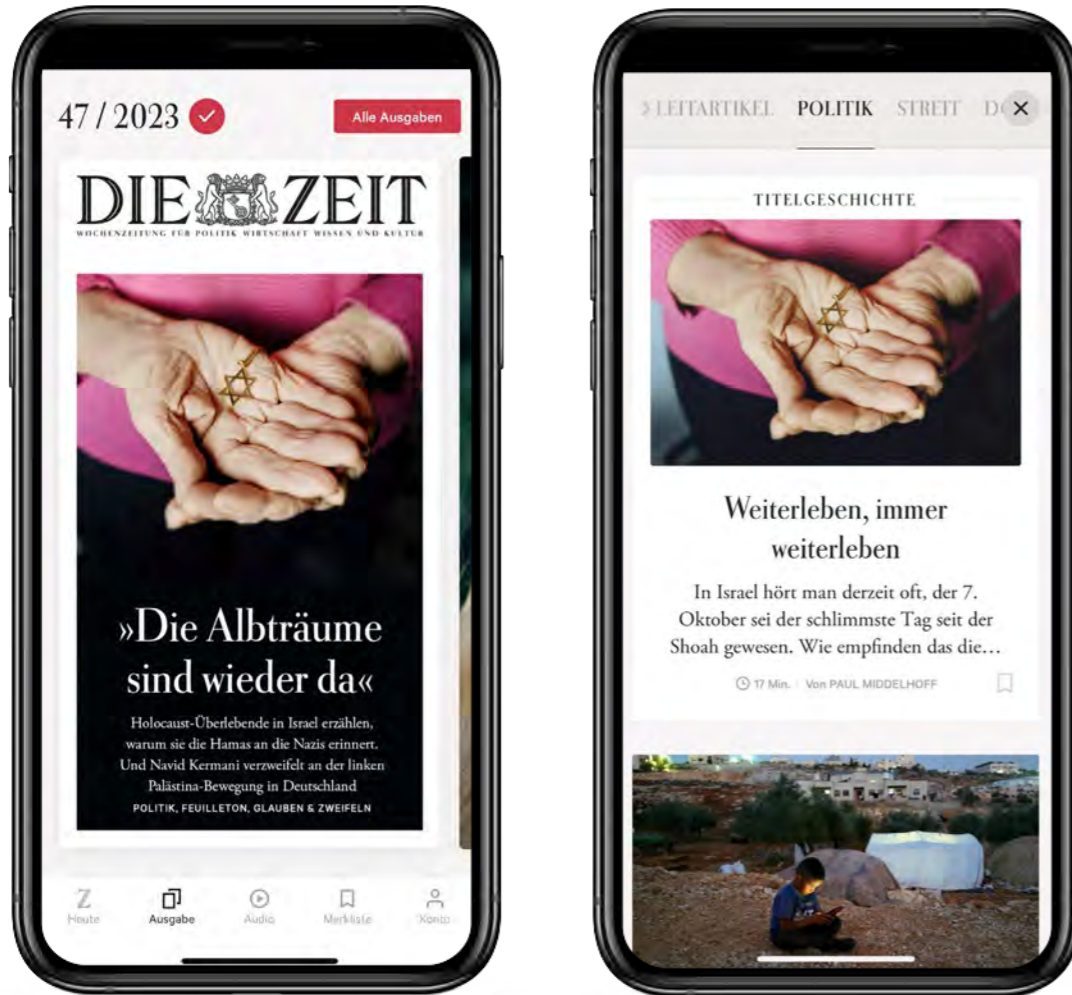 47 / 2023
Alle Ausgaben
DIE ZEIT
WOCHENZEITUNG FÜR POLITIK WIRTSCHAFT WISSEN UND KULTUR
»Die Albträume
sind wieder da«
Holocaust-Überlebende in Israel erzählen,
warum sie die Hamas an die Nazis erinnert.
Und Navid Kermani verzweifelt an der linken
Palästina-Bewegung in Deutschland
POLITIK, FEUILLETON, GLAUBEN & ZWEIFELN
Heute Ausgabe Audio Merkliste Konto
LEITARTIKEL POLITIK STREIT
TITELGESCHICHTE
Weiterleben, immer
weiterleben
In Israel hört man derzeit oft, der 7.
Oktober sei der schlimmste Tag seit der
Shoah gewesen. Wie empfinden das die…
17 Min. Von PAUL MIDDELHOFF